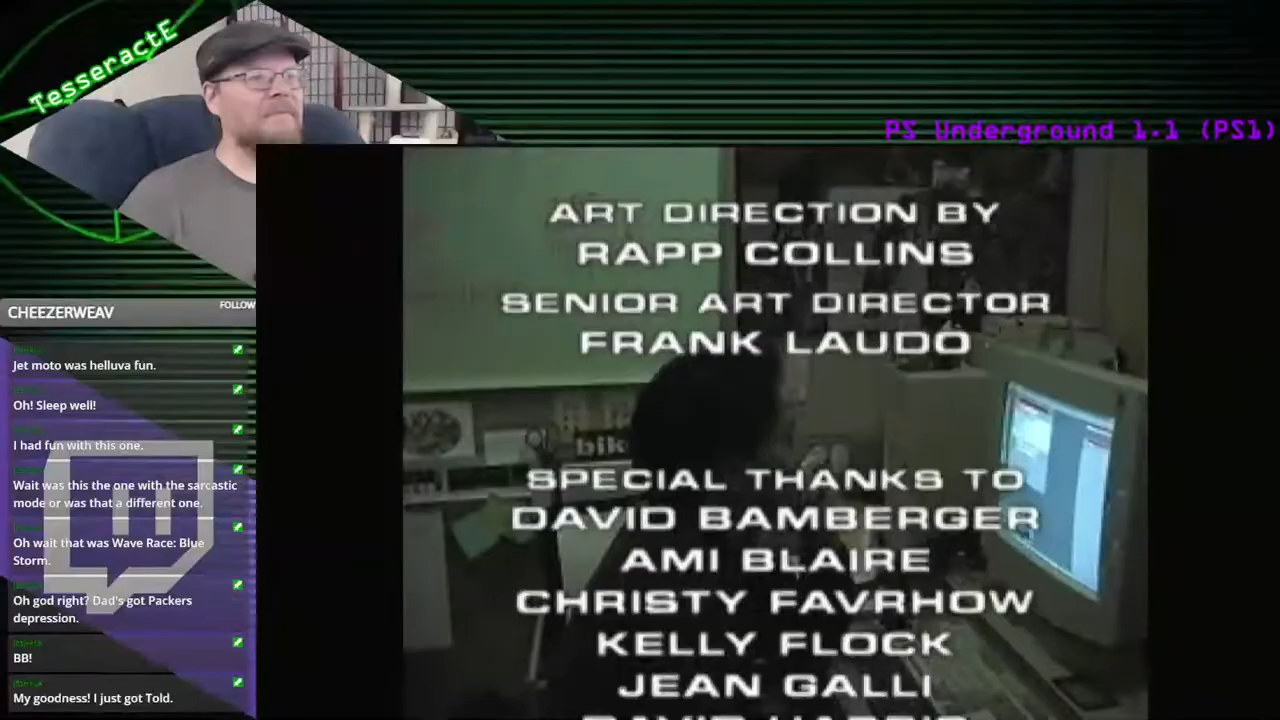 TesseractE
PS Underground 1.1 (PS1)
CHEEZERWEAV
FOLLOW
Jet moto was helluva fun.
Oh! Sleep well!
I had fun with this one.
Wait was this the one with the sarcastic
mode or was that a different one.
Oh wait that was Wave Race: Blue
Storm.
Oh god right? Dad's got Packers
depression.
BB!
My goodness! I just got Told.
ART DIRECTION BY
RAPP COLLINS
SENIOR ART DIRECTOR
FRANK LAUDO
bik
SPECIAL THANKS TO
DAVID BAMBERGER
AMI BLAIRE
CHRISTY FAVRHOW
KELLY FLOCK
JEAN GALLI